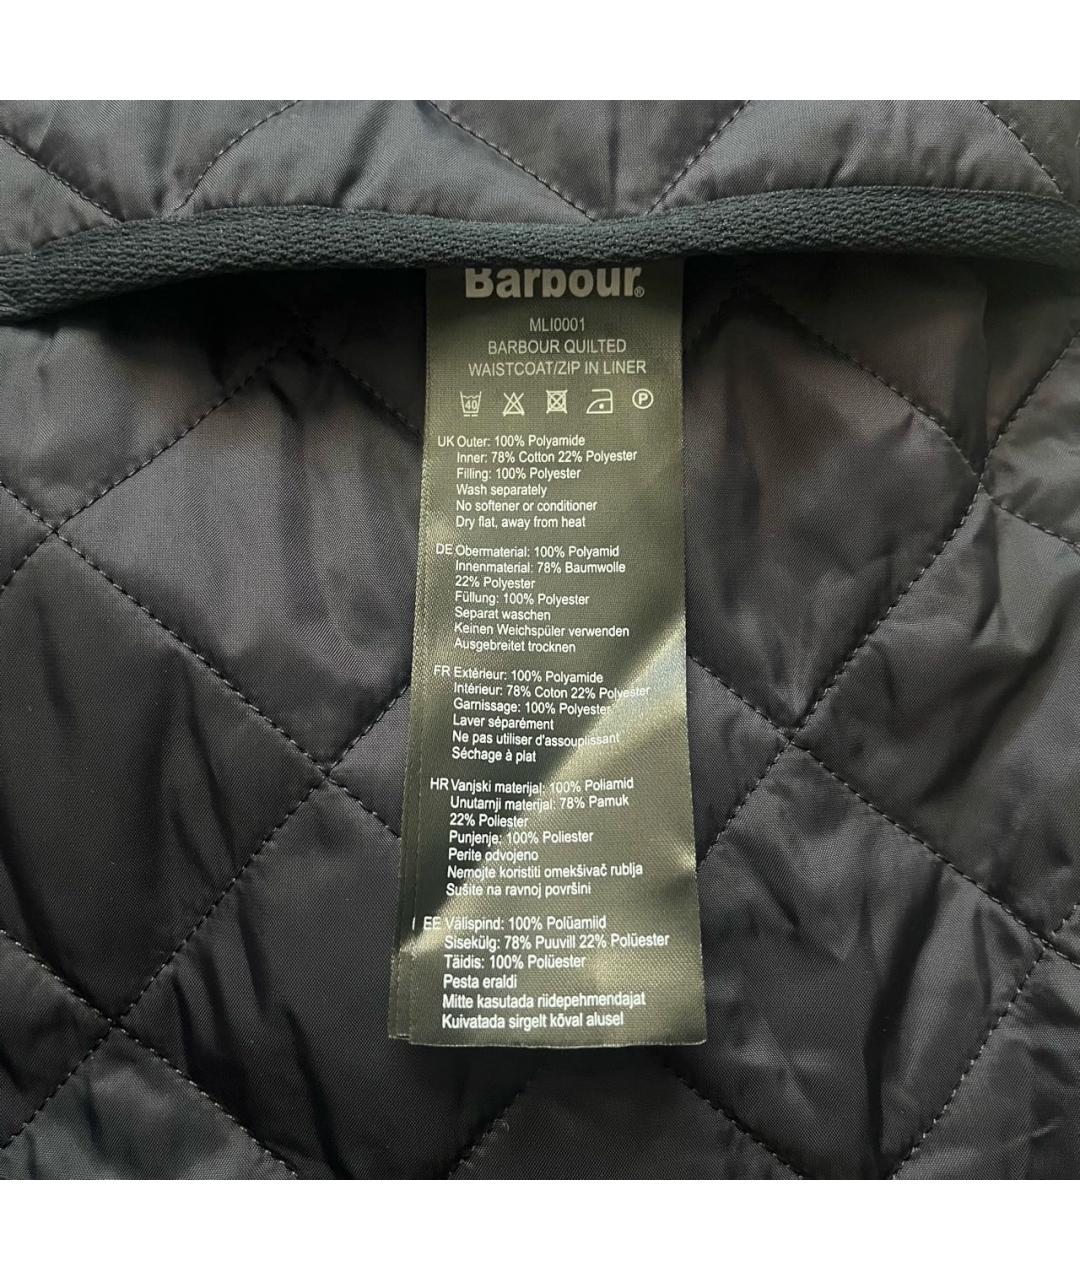 Barbour®
MLI0001
BARBOUR QUILTED
WAISTCOAT/ZIP IN LINER
40 P
UK Outer: 100% Polyamide
Inner: 78% Cotton 22% Polyester
Filling: 100% Polyester
Wash separately
No softener or conditioner
Dry flat, away from heat
DE Obermaterial: 100% Polyamid
Innenmaterial: 78% Baumwolle
22% Polyester
Füllung: 100% Polyester
Separat waschen
Keinen Weichspüler verwenden
Ausgebreitet trocknen
FR Extérieur: 100% Polyamide
Intérieur: 78% Coton 22% Polyester
Garnissage: 100% Polyester
Laver séparément
Ne pas utiliser d'assouplissant
Séchage à plat
HR Vanjski materijal: 100% Poliamid
Unutarnji materijal: 78% Pamuk
22% Poliester
Punjenje: 100% Poliester
Perite odvojeno
Nemojte koristiti omekšivač rublja
Sušite na ravnoj površini
EE Välispind: 100% Polüamiid
Sisekülg: 78% Puuvill 22% Polüester
Täidis: 100% Polüester
Pesta eraldi
Mitte kasutada riidepehmendajat
Kuivatada sirgelt kõval alusel